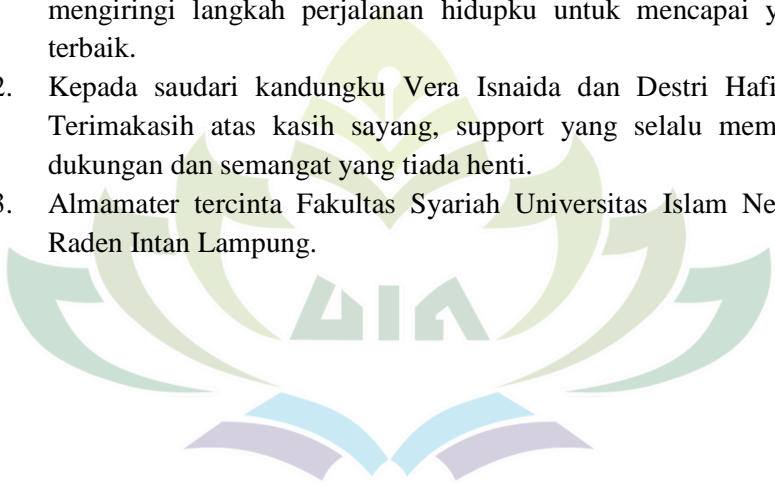 mengiringi langkah perjalanan hidupku untuk mencapai y
terbaik.
2. Kepada saudari kandungku Vera Isnaida dan Destri Hafi
Terimakasih atas kasih sayang, support yang selalu mem
dukungan dan semangat yang tiada henti.
3. Almamater tercinta Fakultas Syariah Universitas Islam Ne
Raden Intan Lampung.
UIN